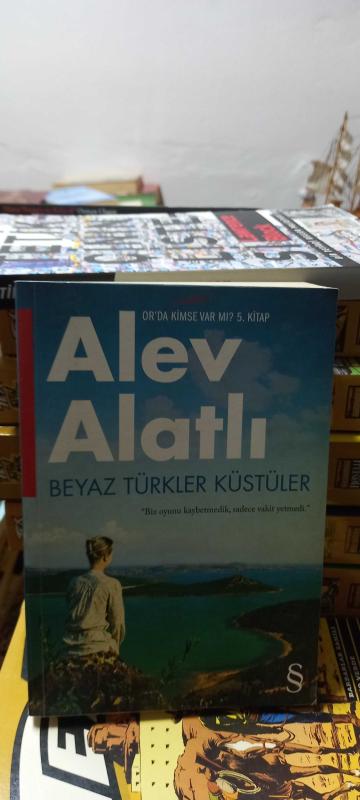 OR'DA KİMSE VAR MI? 5. KİTAP
Alev
Alatlı
BEYAZ TÜRKLER KÜSTÜLER
"Biz oyunu kaybetmedik, sadece vakit yetmedi."